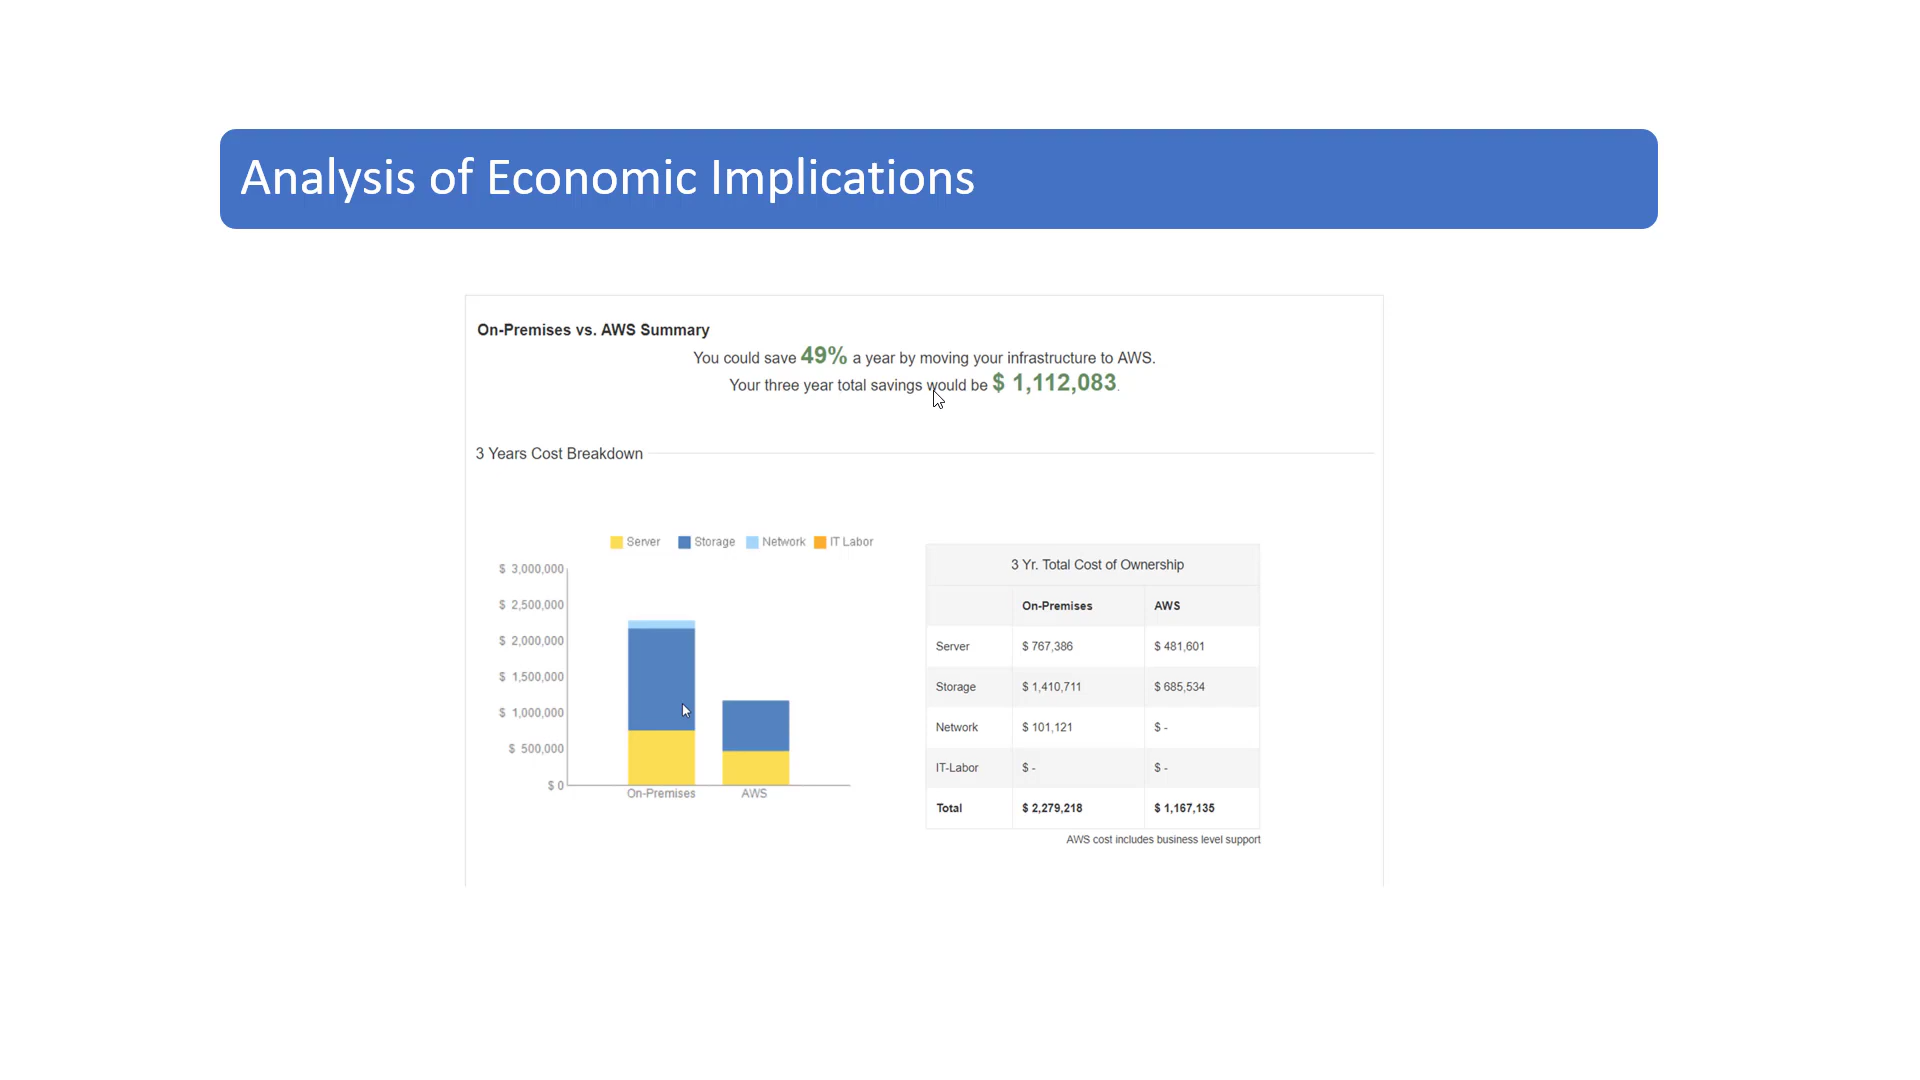 Analysis of Economic Implications
On-Premises vs. AWS Summary
You could save 49% a year by moving your infrastructure to AWS.
Your three year total savings would be $ 1,112,083.
3 Years Cost Breakdown
Server Storage Network IT Labor
$ 3,000,000
$ 2,500,000
$ 2,000,000
$ 1,500,000
$ 1,000,000
$ 500,000
$ 0
On-Premises AWS
3 Yr. Total Cost of Ownership
On-Premises AWS
Server $ 767,386 $ 481,601
Storage $ 1,410,711 $ 685,534
Network $ 101,121 $ -
IT-Labor $ - $ -
Total $ 2,279,218 $ 1,167,135
AWS cost includes business level support